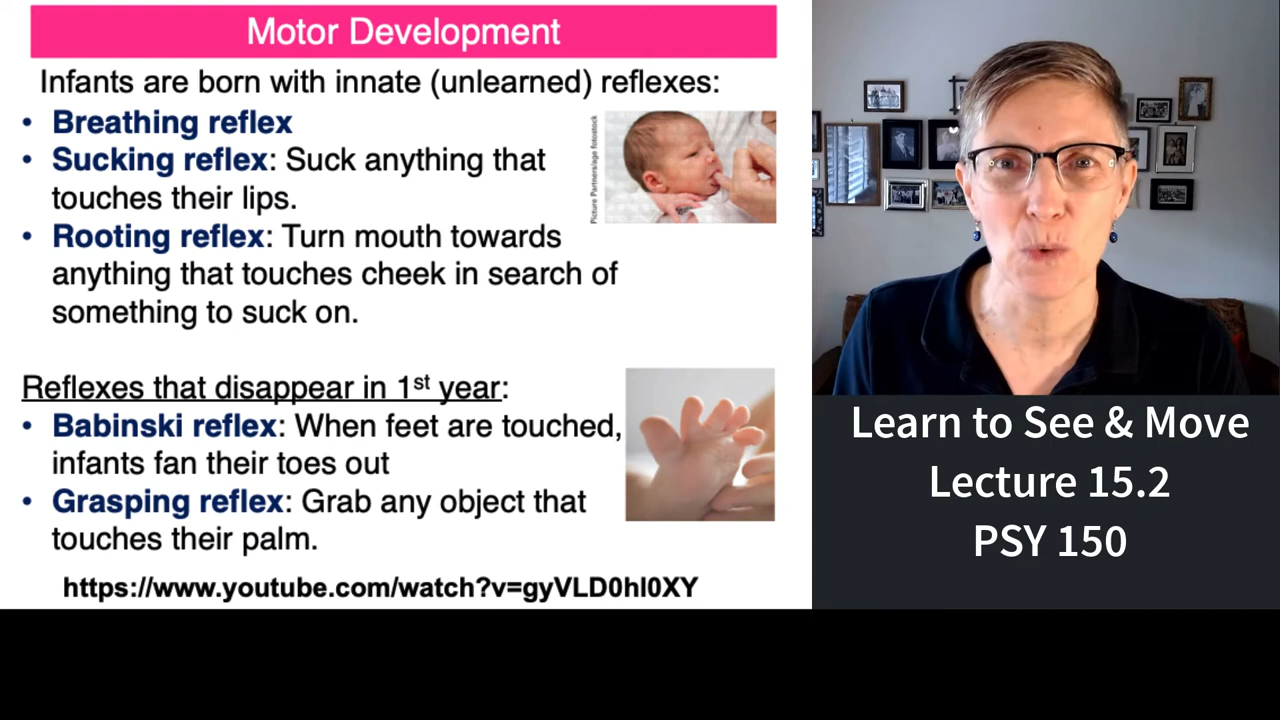 Motor Development
Infants are born with innate (unlearned) reflexes:
• Breathing reflex
• Sucking reflex: Suck anything that
touches their lips.
• Rooting reflex: Turn mouth towards
anything that touches cheek in search of
something to suck on.
Picture Partners/age fotostock
Reflexes that disappear in 1st year:
• Babinski reflex: When feet are touched,
infants fan their toes out
• Grasping reflex: Grab any object that
touches their palm.
https://www.youtube.com/watch?v=gyVLD0hl0XY
Learn to See & Move
Lecture 15.2
PSY 150